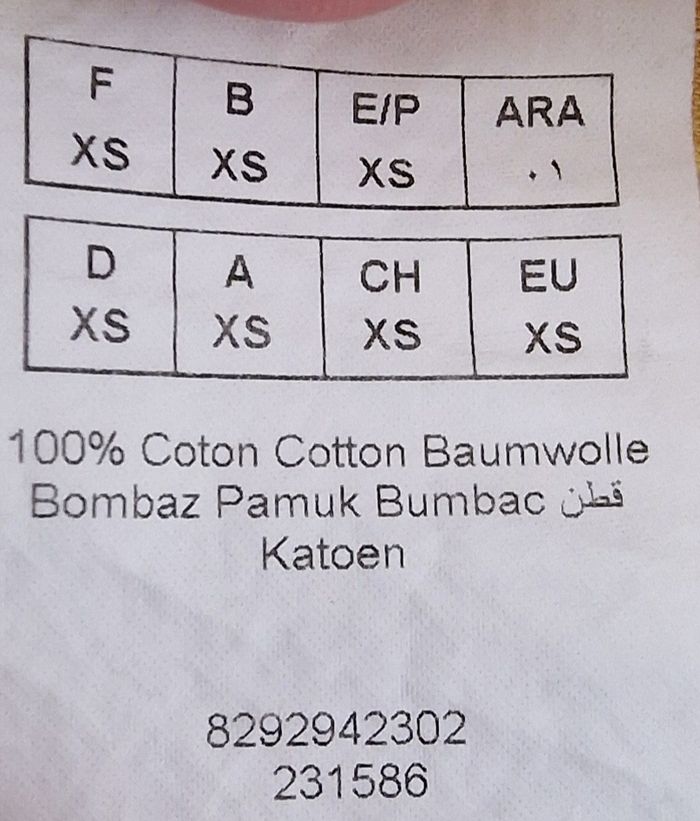 F B E/P ARA
XS XS XS ٠١
D A CH EU
XS XS XS XS
100% Coton Cotton Baumwolle
Bombaz Pamuk Bumbac قطن
Katoen
8292942302
231586